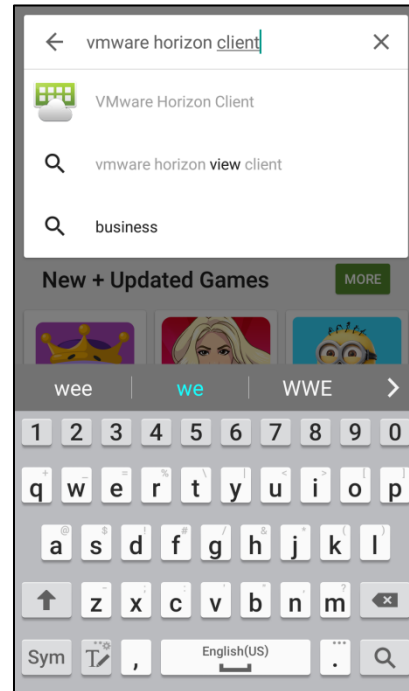 vmware horizon client
VMware Horizon Client
vmware horizon view client
business
New + Updated Games MORE
wee we WWE
1 2 3 4 5 6 7 8 9 0
q w e r t y u i o p
a s d f g h j k l
z x c v b n m
Sym T , English(US) .